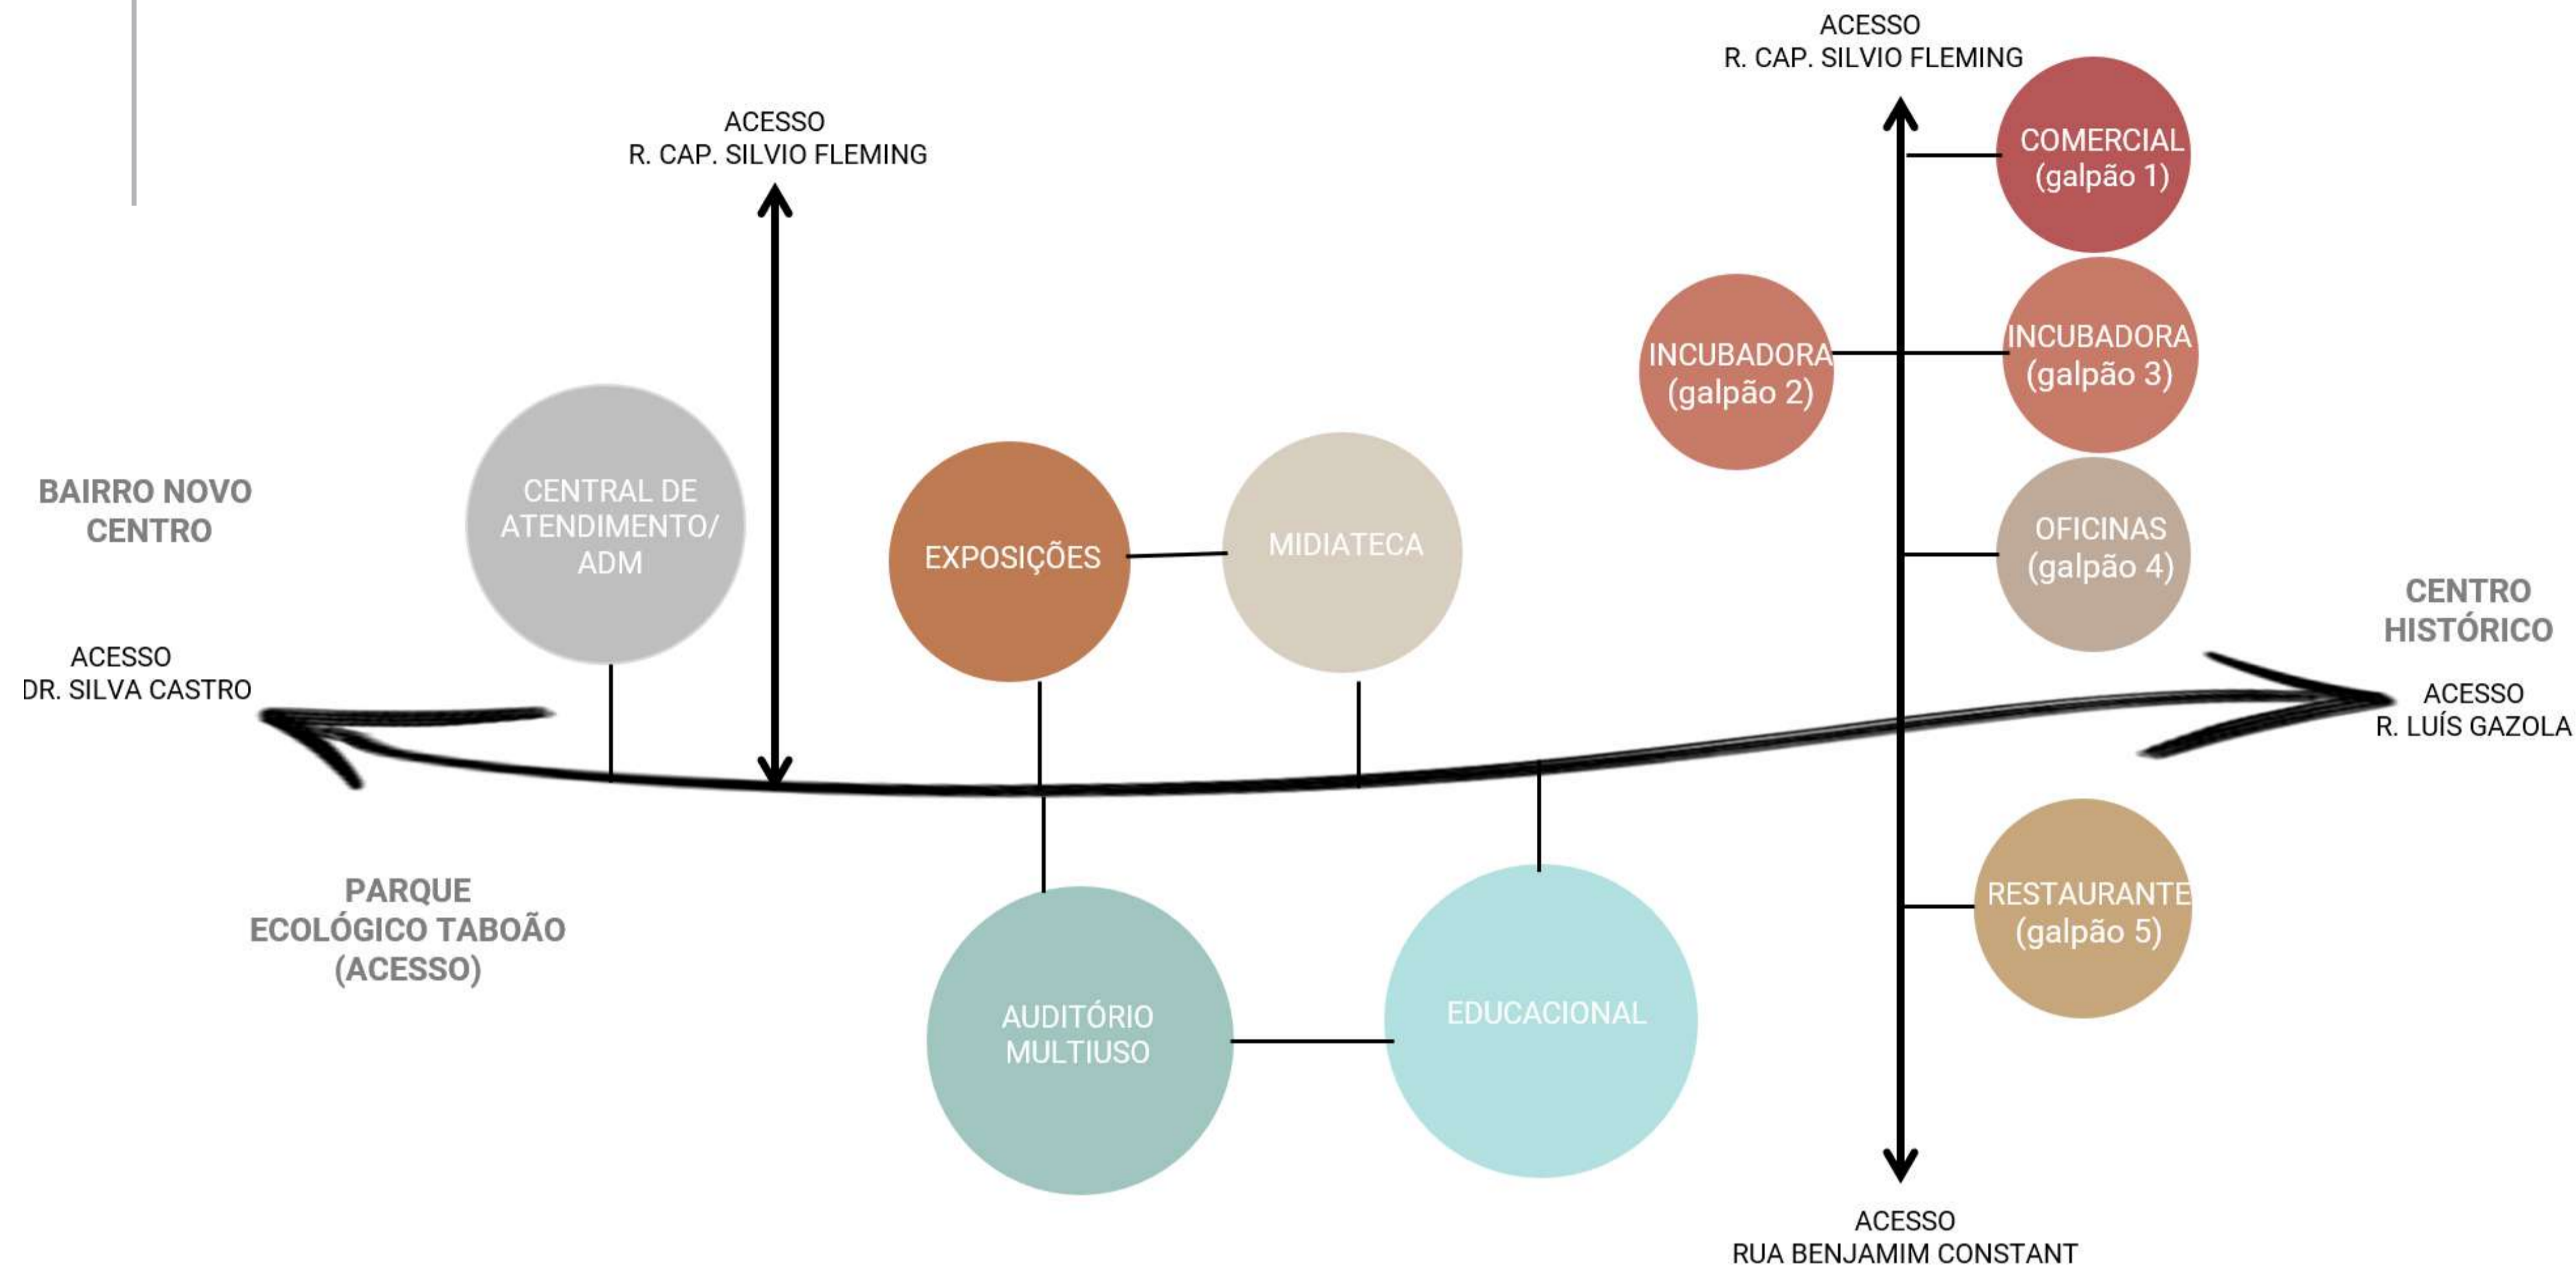 ACESSO
R. CAP. SILVIO FLEMING
ACESSO
R. CAP. SILVIO FLEMING
COMERCIAL
(galpão 1)
INCUBADORA
(galpão 2)
INCUBADORA
(galpão 3)
BAIRRO NOVO
CENTRO
CENTRAL DE
ATENDIMENTO/
ADM
EXPOSIÇÕES
MIDIATECA
OFICINAS
(galpão 4)
CENTRO
HISTÓRICO
ACESSO
DR. SILVA CASTRO
ACESSO
R. LUÍS GAZOLA
PARQUE
ECOLÓGICO TABOÃO
(ACESSO)
RESTAURANTE
(galpão 5)
AUDITÓRIO
MULTIUSO
EDUCACIONAL
ACESSO
RUA BENJAMIM CONSTANT